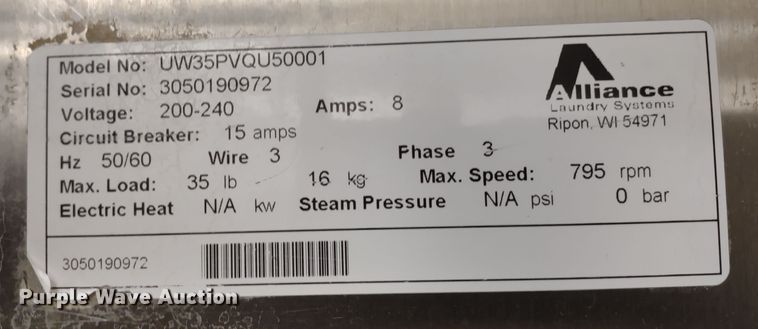 Model No: UW35PVQU50001
Serial No: 3050190972
Voltage: 200-240 Amps: 8
Alliance
Laundry Systems
Ripon, WI 54971
Circuit Breaker: 15 amps
Hz 50/60 Wire 3 Phase 3
Max. Load: 35 lb - 16 kg Max. Speed: 795 rpm
Electric Heat N/A kw Steam Pressure N/A psi 0 bar
3050190972
Purple Wave Auction